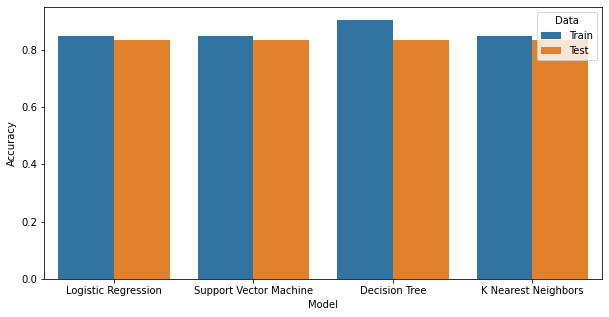 Data
Train
Test
Accuracy
0.8
0.6
0.4
0.2
0.0
Logistic Regression
Support Vector Machine
Decision Tree
K Nearest Neighbors
Model